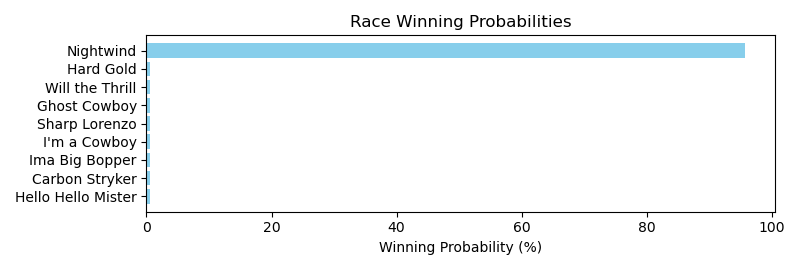 Race Winning Probabilities
Nightwind
Hard Gold
Will the Thrill
Ghost Cowboy
Sharp Lorenzo
I'm a Cowboy
Ima Big Bopper
Carbon Stryker
Hello Hello Mister
0 20 40 60 80 100
Winning Probability (%)